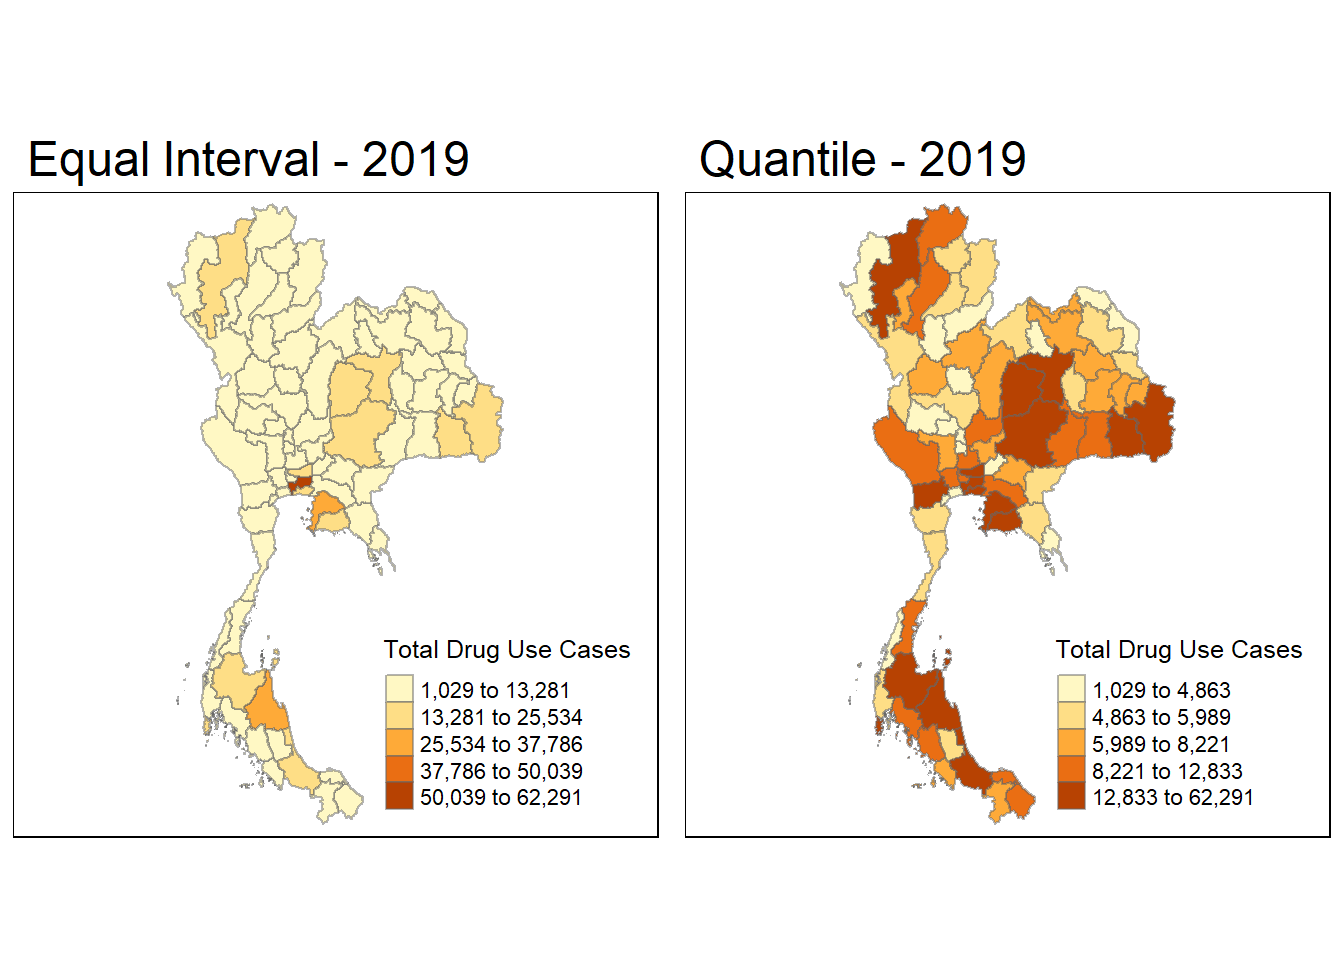 Equal Interval - 2019
Total Drug Use Cases
1,029 to 13,281
13,281 to 25,534
25,534 to 37,786
37,786 to 50,039
50,039 to 62,291
Quantile - 2019
Total Drug Use Cases
1,029 to 4,863
4,863 to 5,989
5,989 to 8,221
8,221 to 12,833
12,833 to 62,291